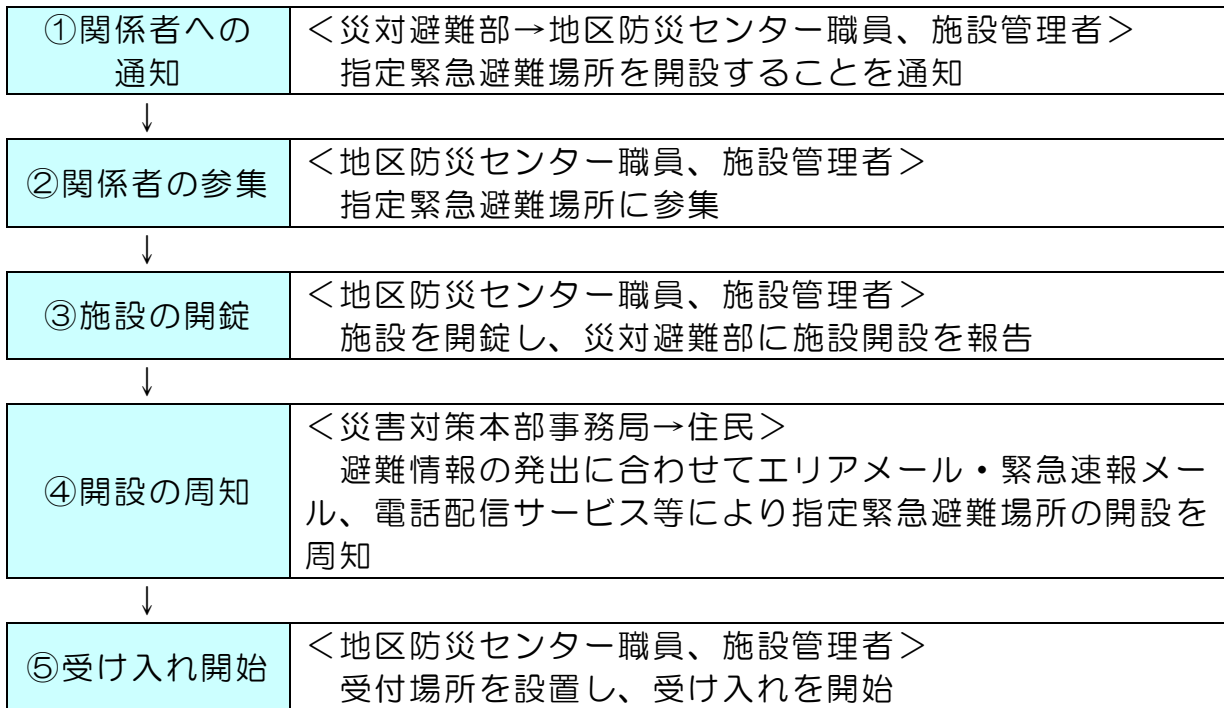 ①関係者への
通知
＜災対避難部→地区防災センター職員、施設管理者＞
指定緊急避難場所を開設することを通知
↓
②関係者の参集
＜地区防災センター職員、施設管理者＞
指定緊急避難場所に参集
↓
③施設の開錠
＜地区防災センター職員、施設管理者＞
施設を開錠し、災対避難部に施設開設を報告
↓
④開設の周知
＜災害対策本部事務局→住民＞
避難情報の発出に合わせてエリアメール・緊急速報メー
ル、電話配信サービス等により指定緊急避難場所の開設を
周知
↓
⑤受け入れ開始
＜地区防災センター職員、施設管理者＞
受付場所を設置し、受け入れを開始